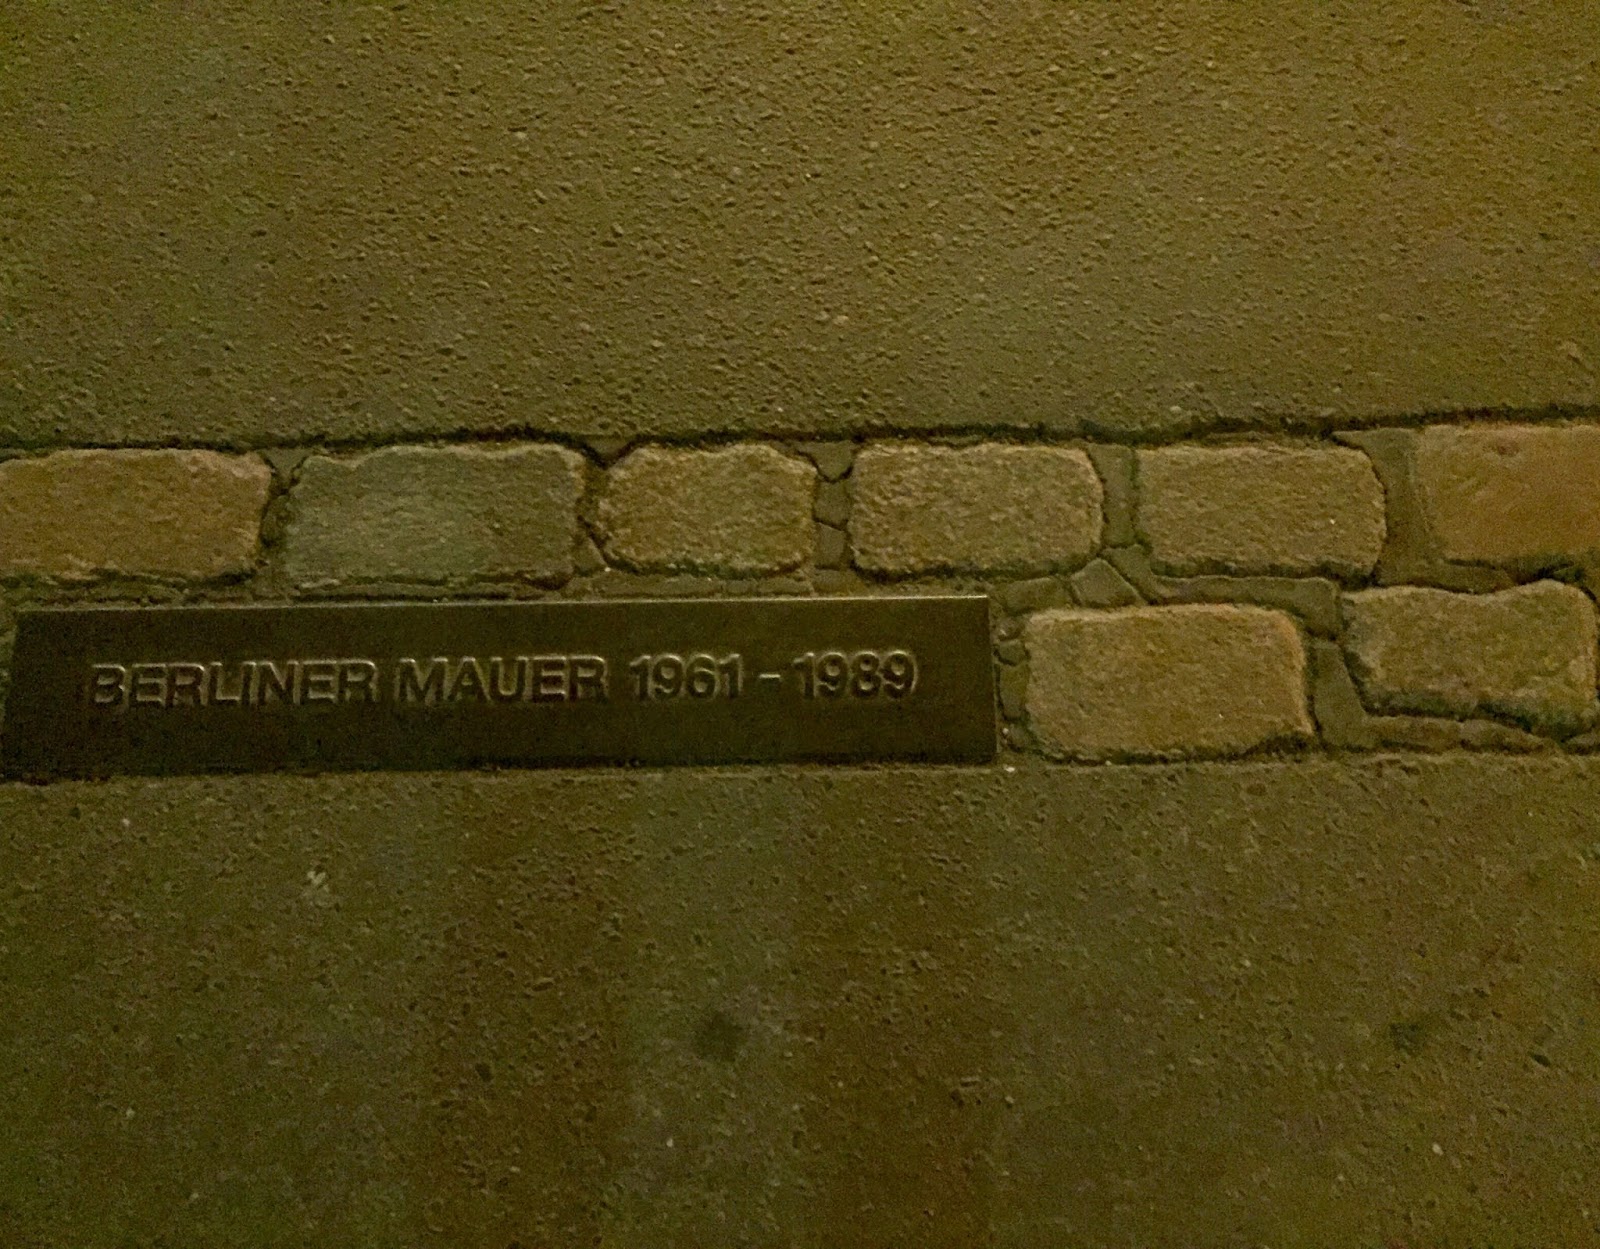 BERLINER MAUER 1961 – 1989